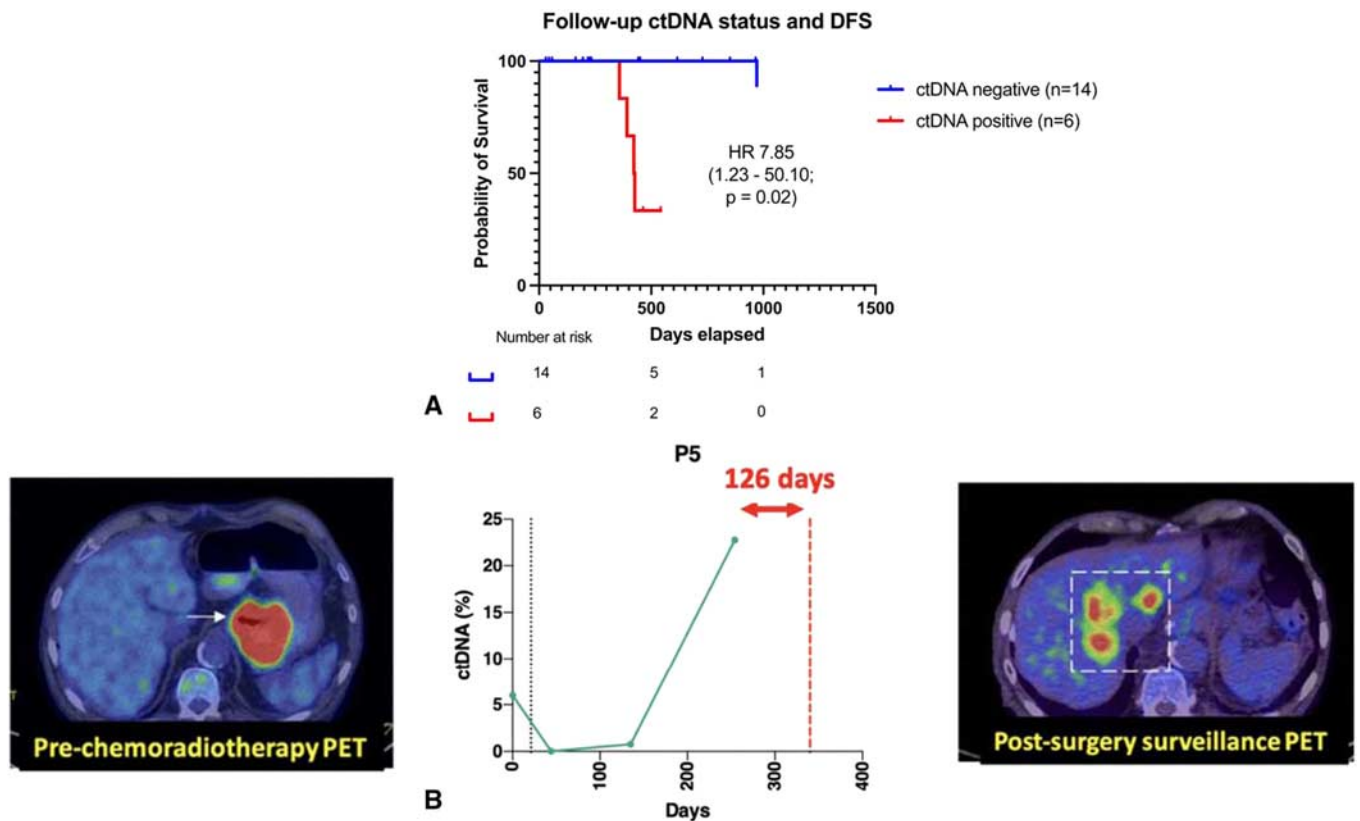 Follow-up ctDNA status and DFS
Probability of Survival
100
50
0
0 500 1000 1500
Days elapsed
ctDNA negative (n=14)
ctDNA positive (n=6)
HR 7.85
(1.23 - 50.10;
p = 0.02)
Number at risk
14 5 1
6 2 0
A
P5
126 days
ctDNA (%)
25
20
15
10
5
0
0 100 200 300 400
Days
B
Pre-chemoradiotherapy PET
Post-surgery surveillance PET